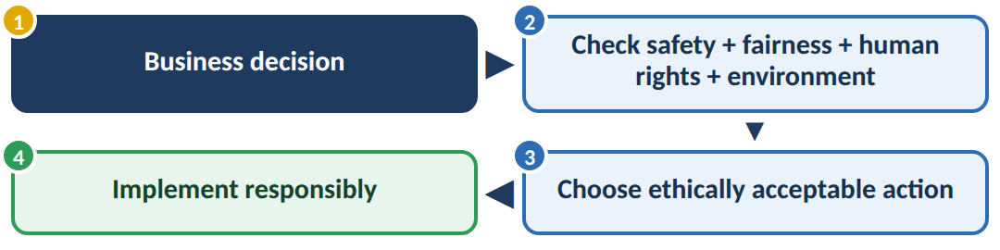 1
Business decision
2
Check safety + fairness + human
rights + environment
3
Choose ethically acceptable action
4
Implement responsibly